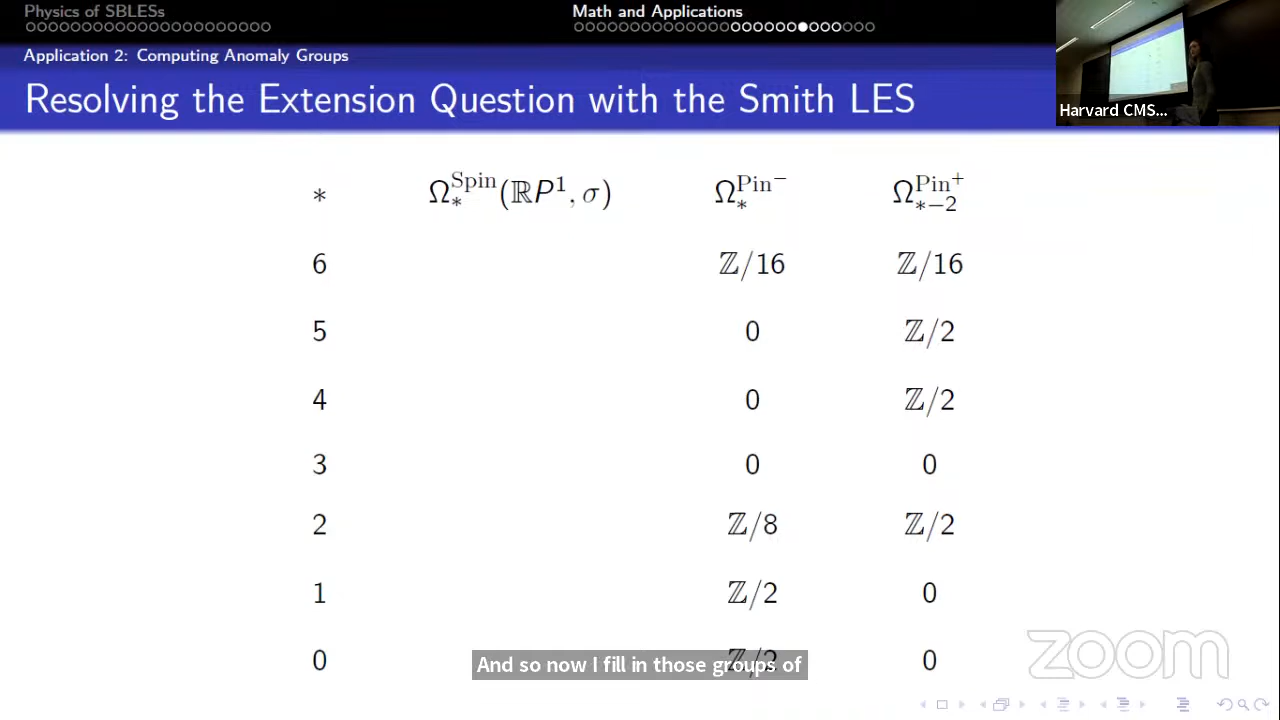 Physics of SBLESs Math and Applications
Application 2: Computing Anomaly Groups
Resolving the Extension Question with the Smith LES
Harvard CMS...
* Ω^Spin_*(ℝP¹, σ) Ω^Pin⁻_* Ω^Pin⁺_{*−2}
6 ℤ/16 ℤ/16
5 0 ℤ/2
4 0 ℤ/2
3 0 0
2 ℤ/8 ℤ/2
1 ℤ/2 0
0 ℤ/2 0
And so now I fill in those groups of
zoom